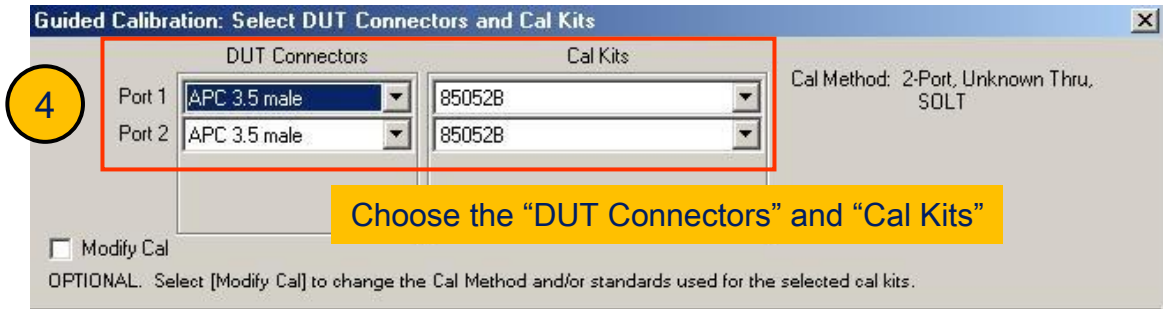 Guided Calibration: Select DUT Connectors and Cal Kits
DUT Connectors Cal Kits
4
Port 1 APC 3.5 male 85052B
Cal Method: 2-Port, Unknown Thru,
SOLT
Port 2 APC 3.5 male 85052B
Choose the “DUT Connectors” and “Cal Kits”
Modify Cal
OPTIONAL. Select [Modify Cal] to change the Cal Method and/or standards used for the selected cal kits.